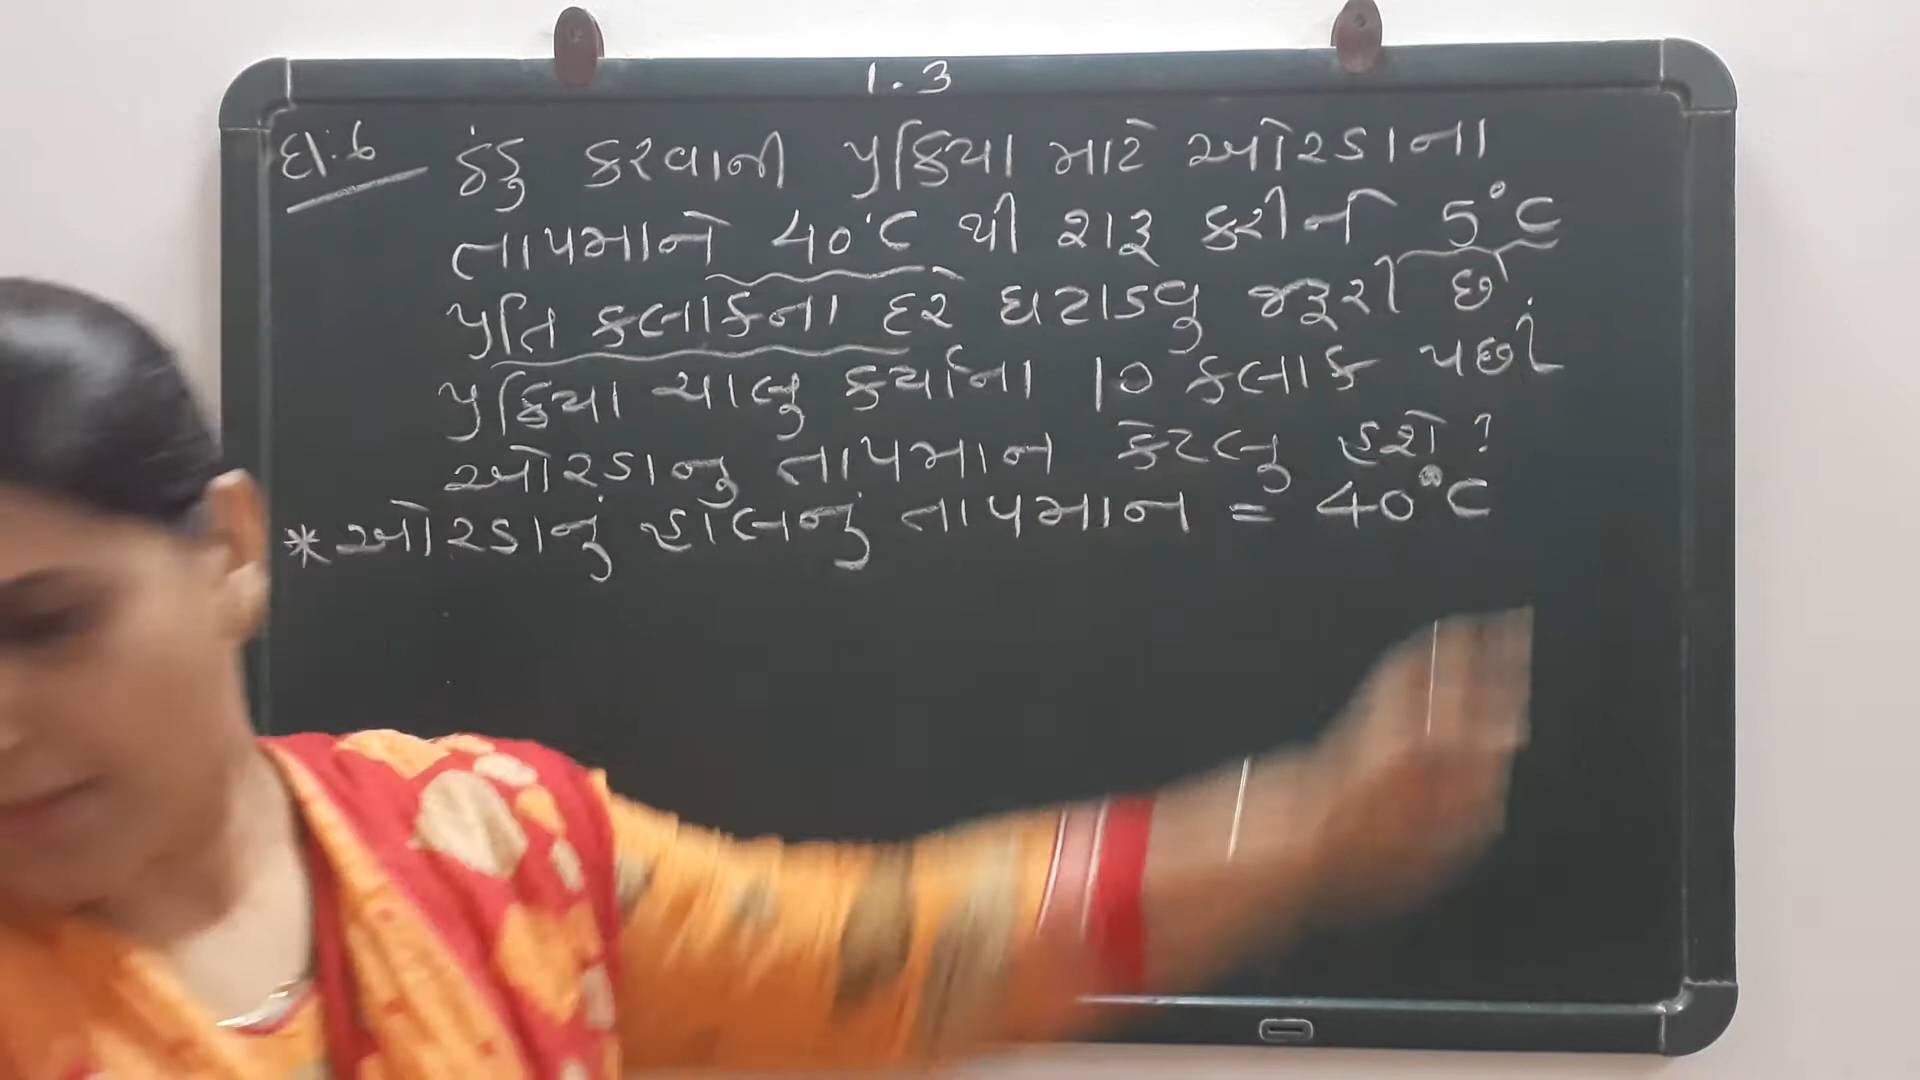 1.3
દા.6 ઠંડુ કરવાની પ્રક્રિયા માટે ઓરડાના
તાપમાને 40°C થી શરૂ કરીને 5°C
પ્રતિ કલાકના દરે ઘટાડવુ જરૂરી છે.
પ્રક્રિયા ચાલુ કર્યાના 10 કલાક પછી
ઓરડાનુ તાપમાન કેટલુ હશે?
* ઓરડાનું હાલનું તાપમાન = 40°C